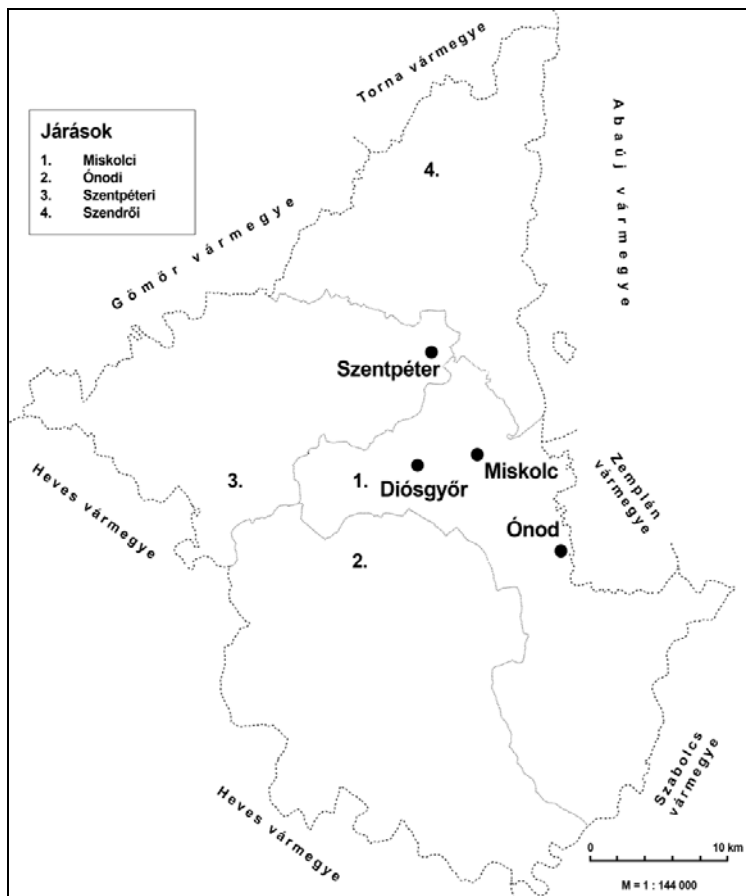 Torna vármegye
Járások
1. Miskolci
2. Ónodi
3. Szentpéteri
4. Szendrői
4.
Abaúj vármegye
Gömör vármegye
Szentpéter
Heves vármegye
3.
1.
Diósgyőr
Miskolc
Zemplén
vármegye
Ónod
2.
Szabolcs
vármegye
Heves vármegye
0 10 km
M = 1 : 144 000